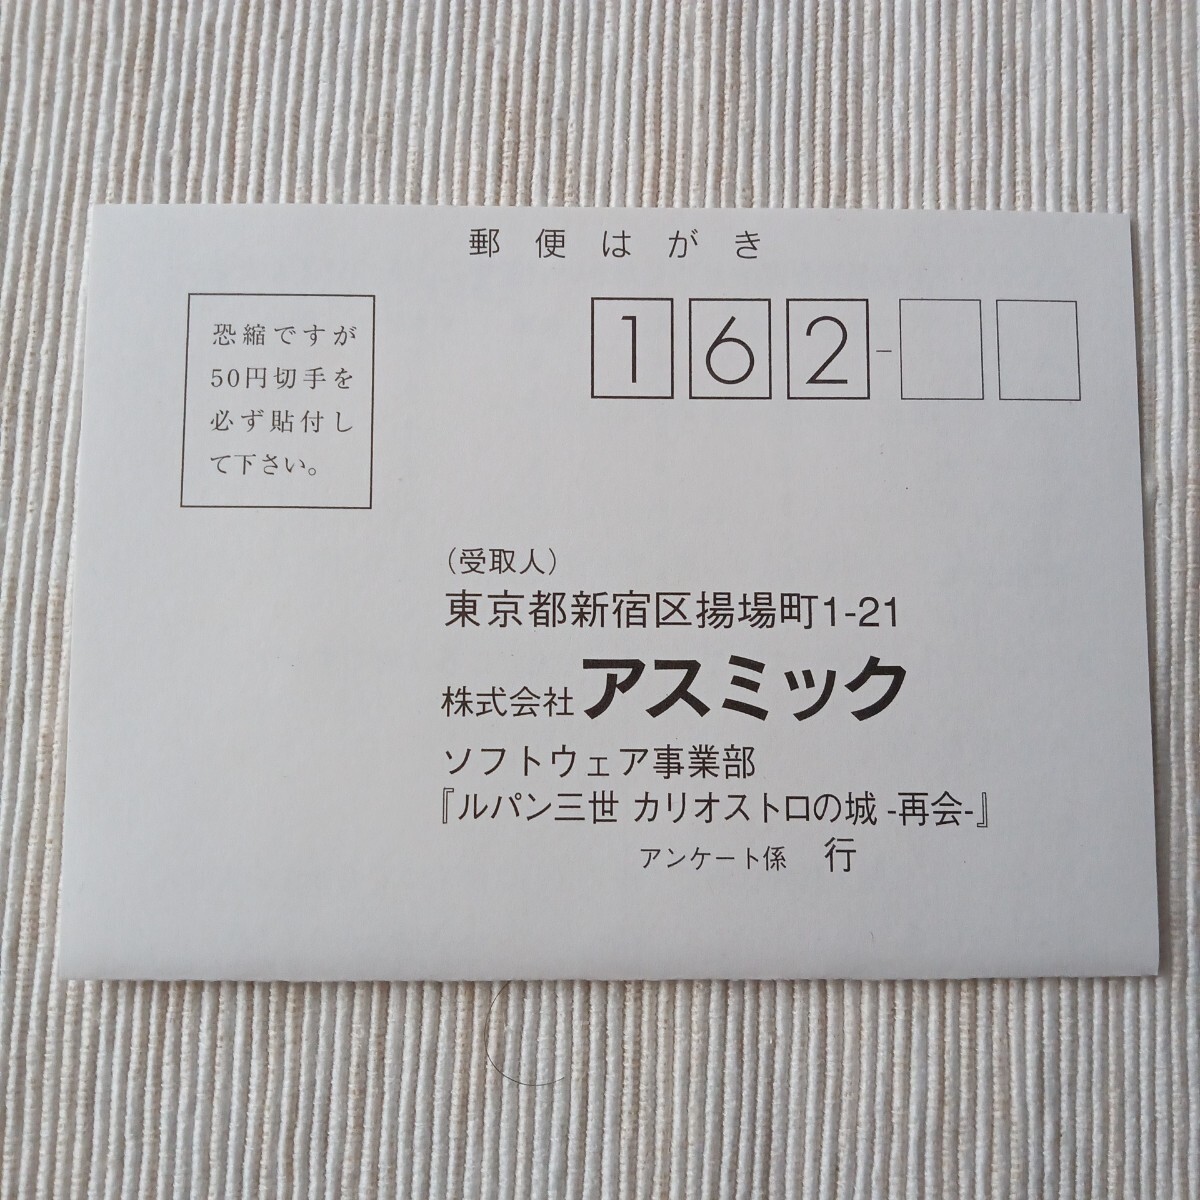 郵便はがき
恐縮ですが
50円切手を
必ず貼付し
て下さい。
162-
（受取人）
東京都新宿区揚場町1-21
株式会社アスミック
ソフトウェア事業部
『ルパン三世 カリオストロの城 -再会-』
アンケート係 行